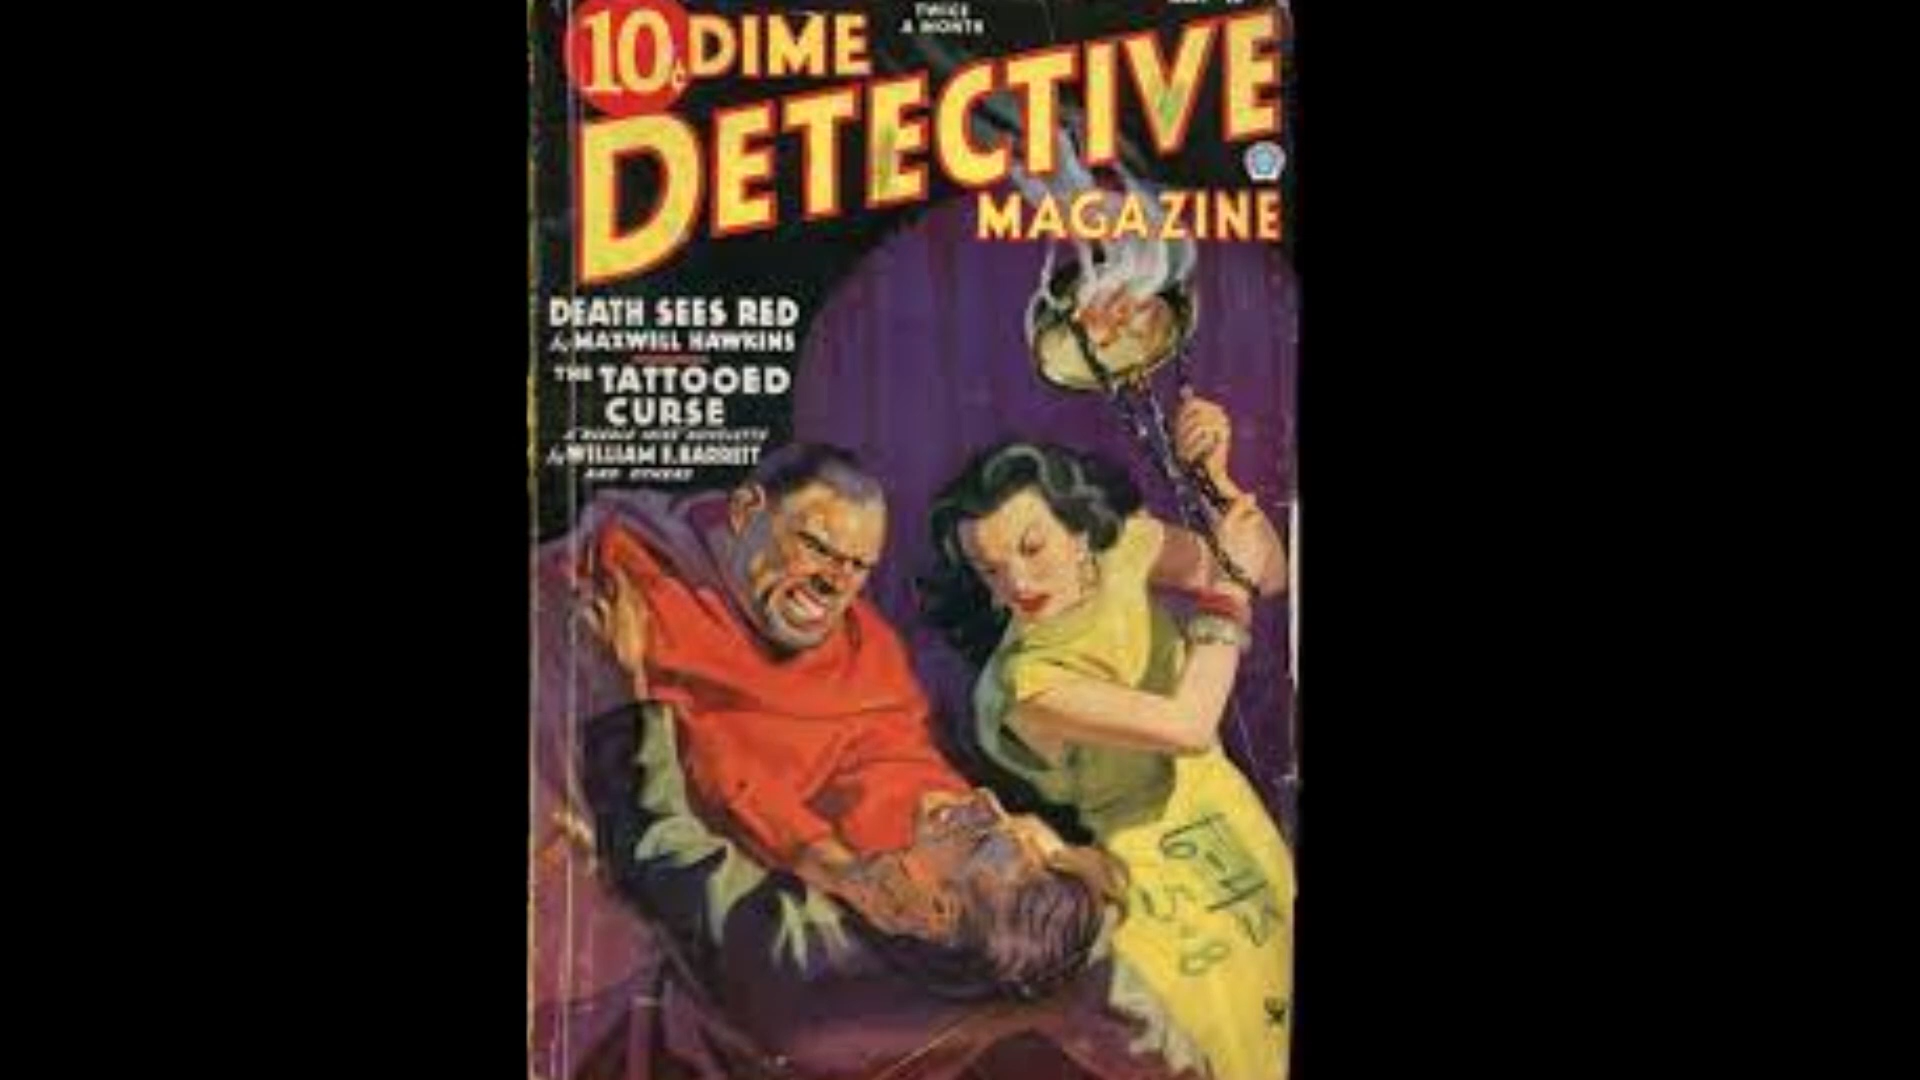 TWICE
A MONTH
10¢ DIME
DETECTIVE
MAGAZINE
DEATH SEES RED
by MAXWELL HAWKINS
THE TATTOOED
CURSE
by WILLIAM E. BARRETT
AND OTHERS